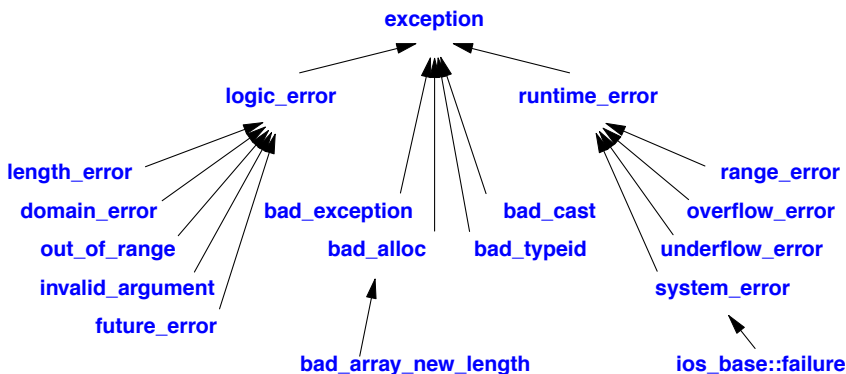 exception
logic_error runtime_error
length_error range_error
domain_error bad_exception bad_cast overflow_error
out_of_range bad_alloc bad_typeid underflow_error
invalid_argument system_error
future_error
bad_array_new_length ios_base::failure